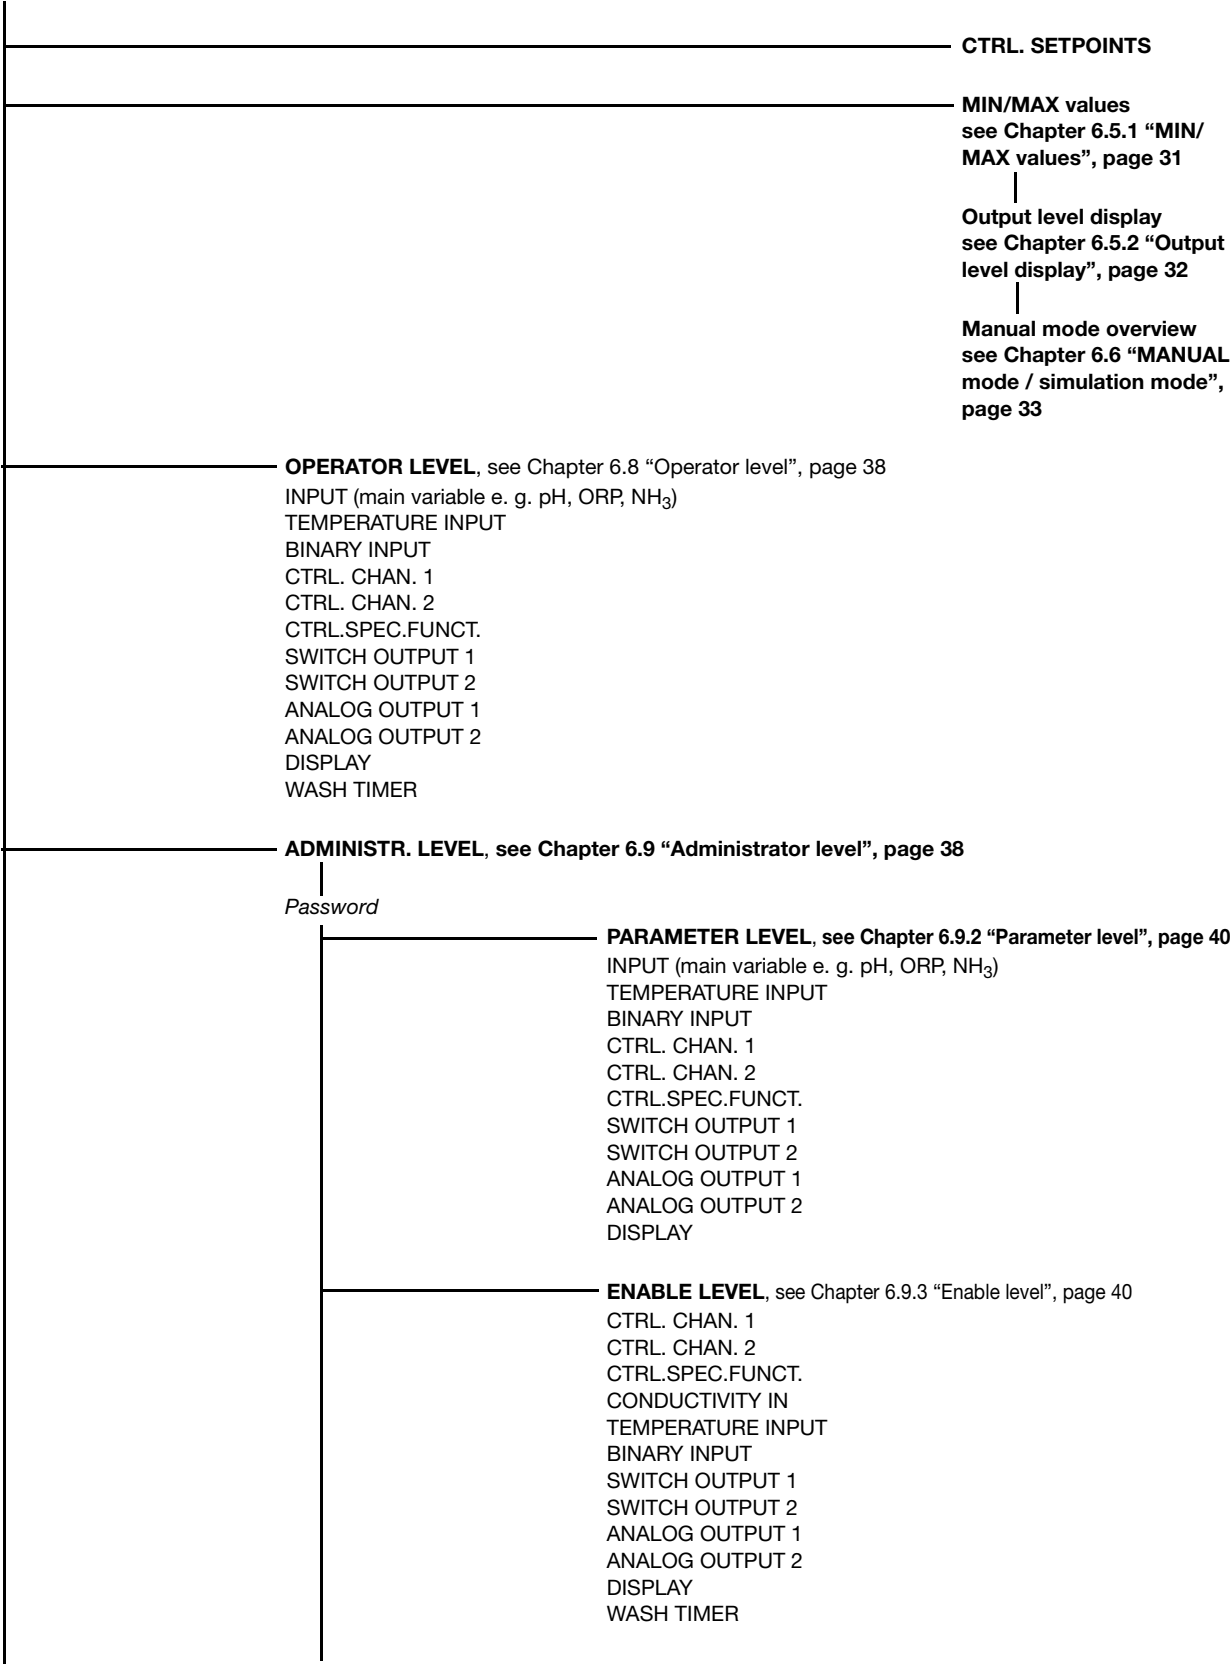 CTRL. SETPOINTS
MIN/MAX values
see Chapter 6.5.1 “MIN/
MAX values”, page 31
Output level display
see Chapter 6.5.2 “Output
level display”, page 32
Manual mode overview
see Chapter 6.6 “MANUAL
mode / simulation mode”,
page 33
OPERATOR LEVEL, see Chapter 6.8 “Operator level”, page 38
INPUT (main variable e. g. pH, ORP, NH3)
TEMPERATURE INPUT
BINARY INPUT
CTRL. CHAN. 1
CTRL. CHAN. 2
CTRL.SPEC.FUNCT.
SWITCH OUTPUT 1
SWITCH OUTPUT 2
ANALOG OUTPUT 1
ANALOG OUTPUT 2
DISPLAY
WASH TIMER
ADMINISTR. LEVEL, see Chapter 6.9 “Administrator level”, page 38
Password
PARAMETER LEVEL, see Chapter 6.9.2 “Parameter level”, page 40
INPUT (main variable e. g. pH, ORP, NH3)
TEMPERATURE INPUT
BINARY INPUT
CTRL. CHAN. 1
CTRL. CHAN. 2
CTRL.SPEC.FUNCT.
SWITCH OUTPUT 1
SWITCH OUTPUT 2
ANALOG OUTPUT 1
ANALOG OUTPUT 2
DISPLAY
ENABLE LEVEL, see Chapter 6.9.3 “Enable level”, page 40
CTRL. CHAN. 1
CTRL. CHAN. 2
CTRL.SPEC.FUNCT.
CONDUCTIVITY IN
TEMPERATURE INPUT
BINARY INPUT
SWITCH OUTPUT 1
SWITCH OUTPUT 2
ANALOG OUTPUT 1
ANALOG OUTPUT 2
DISPLAY
WASH TIMER